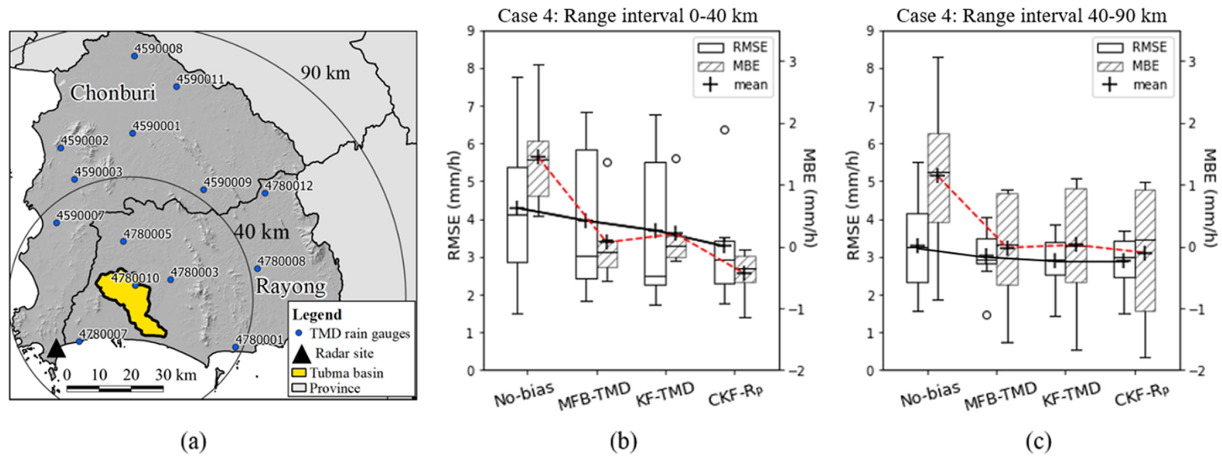 4590008
90 km
4590011
Chonburi
4590001
4590002
4590003
4590009
4780012
4590007
40 km
4780005
4780008
4780003
4780010
Rayong
4780007
4780001
Legend
TMD rain gauges
Radar site
Tubma basin
Province
0 10 20 30 km
(a)
Case 4: Range interval 0-40 km
RMSE (mm/h)
9
8
7
6
5
4
3
2
1
0
RMSE
MBE
mean
3
2
1
0
−1
−2
MBE (mm/h)
No-bias
MFB-TMD
KF-TMD
CKF-Rp
(b)
Case 4: Range interval 40-90 km
RMSE (mm/h)
9
8
7
6
5
4
3
2
1
0
RMSE
MBE
mean
3
2
1
0
−1
−2
MBE (mm/h)
No-bias
MFB-TMD
KF-TMD
CKF-Rp
(c)